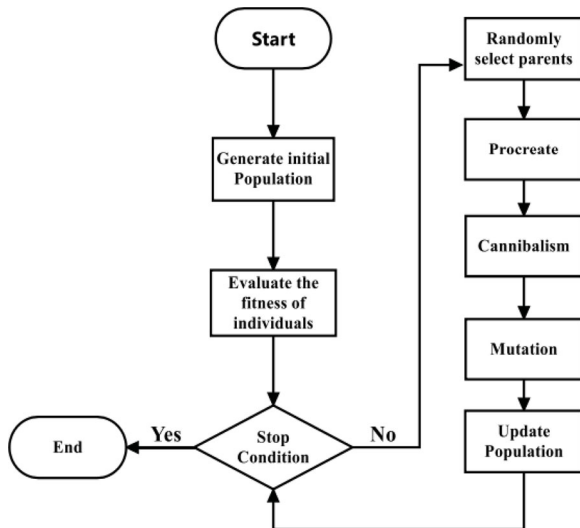 Start
Generate initial
Population
Evaluate the
fitness of
individuals
Stop
Condition
Yes
End
No
Randomly
select parents
Procreate
Cannibalism
Mutation
Update
Population